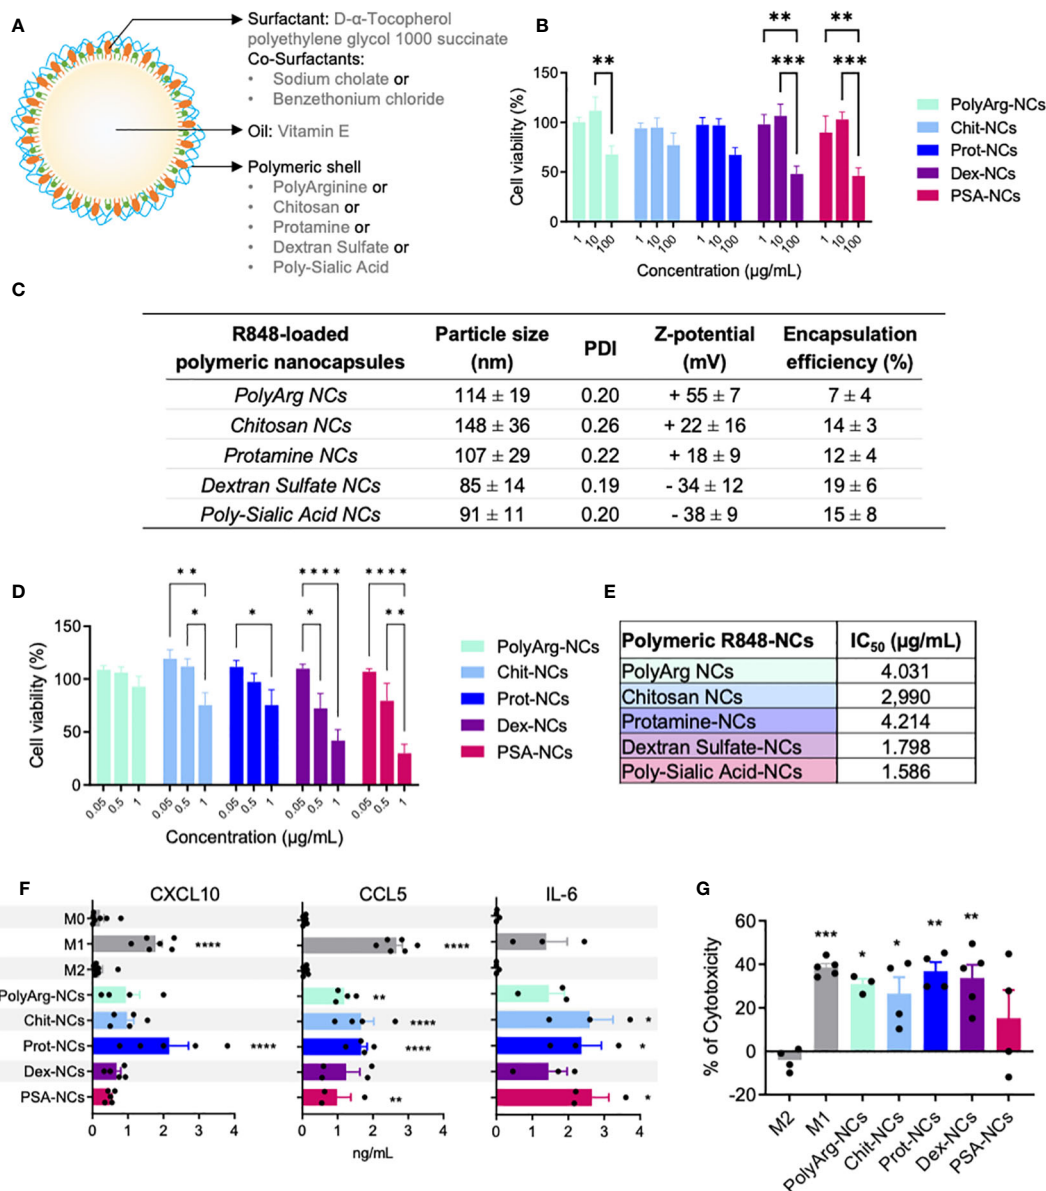 A
Surfactant: D-α-Tocopherol
polyethylene glycol 1000 succinate
Co-Surfactants:
• Sodium cholate or
• Benzethonium chloride
Oil: Vitamin E
Polymeric shell
• PolyArginine or
• Chitosan or
• Protamine or
• Dextran Sulfate or
• Poly-Sialic Acid
B
** ** **
** *** ***
Cell viability (%)
150
100
50
0
1 10 100 1 10 100 1 10 100 1 10 100 1 10 100
Concentration (µg/mL)
PolyArg-NCs
Chit-NCs
Prot-NCs
Dex-NCs
PSA-NCs
C
R848-loaded polymeric nanocapsules Particle size (nm) PDI Z-potential (mV) Encapsulation efficiency (%)
PolyArg NCs 114 ± 19 0.20 + 55 ± 7 7 ± 4
Chitosan NCs 148 ± 36 0.26 + 22 ± 16 14 ± 3
Protamine NCs 107 ± 29 0.22 + 18 ± 9 12 ± 4
Dextran Sulfate NCs 85 ± 14 0.19 - 34 ± 12 19 ± 6
Poly-Sialic Acid NCs 91 ± 11 0.20 - 38 ± 9 15 ± 8
D
** **** ****
* * * **
Cell viability (%)
150
100
50
0
0.05 0.5 1 0.05 0.5 1 0.05 0.5 1 0.05 0.5 1 0.05 0.5 1
Concentration (µg/mL)
PolyArg-NCs
Chit-NCs
Prot-NCs
Dex-NCs
PSA-NCs
E
Polymeric R848-NCs IC50 (µg/mL)
PolyArg NCs 4.031
Chitosan NCs 2,990
Protamine-NCs 4.214
Dextran Sulfate-NCs 1.798
Poly-Sialic Acid-NCs 1.586
F
CXCL10 CCL5 IL-6
M0
M1 **** ****
M2
PolyArg-NCs **
Chit-NCs **** *
Prot-NCs **** **** *
Dex-NCs
PSA-NCs ** *
0 1 2 3 4 0 1 2 3 4 0 1 2 3 4
ng/mL
G
% of Cytotoxicity
60
40
20
0
-20
*** * * ** **
M2 M1 PolyArg-NCs Chit-NCs Prot-NCs Dex-NCs PSA-NCs